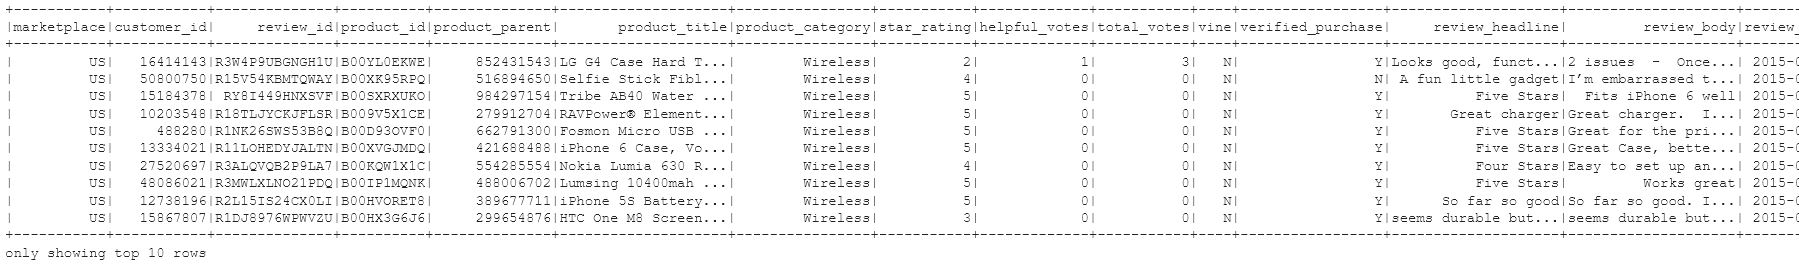 |marketplace|customer_id| review_id|product_id|product_parent| product_title|product_category|star_rating|helpful_votes|total_votes|vine|verified_purchase| review_headline| review_body|review_
| US| 16414143|R3W4P9UBGNGH1U|B00YL0EKWE| 852431543|LG G4 Case Hard T...| Wireless| 2| 1| 3| N| Y|Looks good, funct...|2 issues - Once...| 2015-0
| US| 50800750|R15V54KBMTQWAY|B00XK95RPQ| 516894650|Selfie Stick Fibl...| Wireless| 4| 0| 0| N| N| A fun little gadget|I’m embarrassed t...| 2015-0
| US| 15184378| RY8I449HNXSVF|B00SXRXUKO| 984297154|Tribe AB40 Water ...| Wireless| 5| 0| 0| N| Y| Five Stars| Fits iPhone 6 well| 2015-0
| US| 10203548|R18TLJYCKJFLSR|B009V5X1CE| 279912704|RAVPower® Element...| Wireless| 5| 0| 0| N| Y| Great charger|Great charger. I...| 2015-0
| US| 488280|R1NK26SWS53B8Q|B00D93OVF0| 662791300|Fosmon Micro USB ...| Wireless| 5| 0| 0| N| Y| Five Stars|Great for the pri...| 2015-0
| US| 13334021|R11LOHEDYJALTN|B00XVGJMDQ| 421688488|iPhone 6 Case, Vo...| Wireless| 5| 0| 0| N| Y| Five Stars|Great Case, bette...| 2015-0
| US| 27520697|R3ALQVQB2P9LA7|B00KQW1X1C| 554285554|Nokia Lumia 630 R...| Wireless| 4| 0| 0| N| Y| Four Stars|Easy to set up an...| 2015-0
| US| 48086021|R3MWLXLNO21PDQ|B00IP1MQNK| 488006702|Lumsing 10400mah ...| Wireless| 5| 0| 0| N| Y| Five Stars| Works great| 2015-0
| US| 12738196|R2L15IS24CX0LI|B00HVORET8| 389677711|iPhone 5S Battery...| Wireless| 5| 0| 0| N| Y| So far so good|So far so good. I...| 2015-0
| US| 15867807|R1DJ8976WPWVZU|B00HX3G6J6| 299654876|HTC One M8 Screen...| Wireless| 3| 0| 0| N| Y|seems durable but...|seems durable but...| 2015-0
only showing top 10 rows